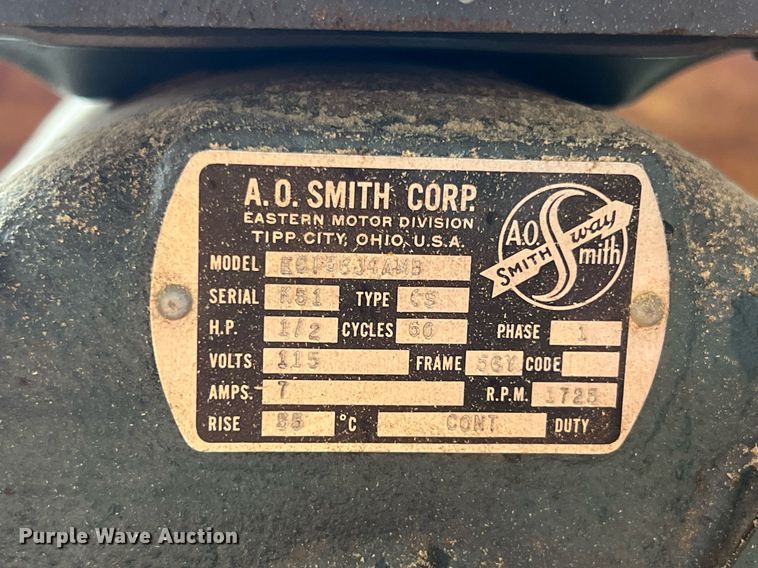 A.O. SMITH CORP.
EASTERN MOTOR DIVISION
TIPP CITY, OHIO, U.S.A.
A.O. Smith
SMITH way
MODEL
SERIAL K51 TYPE CS
H.P. 1/2 CYCLES 60 PHASE 1
VOLTS 115 FRAME CODE
AMPS. 7 R.P.M. 1725
RISE 55 °C CONT DUTY
Purple Wave Auction